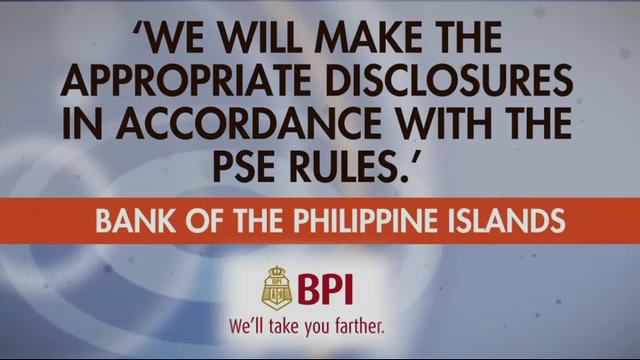 ‘WE WILL MAKE THE
APPROPRIATE DISCLOSURES
IN ACCORDANCE WITH THE
PSE RULES.’
BANK OF THE PHILIPPINE ISLANDS
BPI
BPI
We'll take you farther.